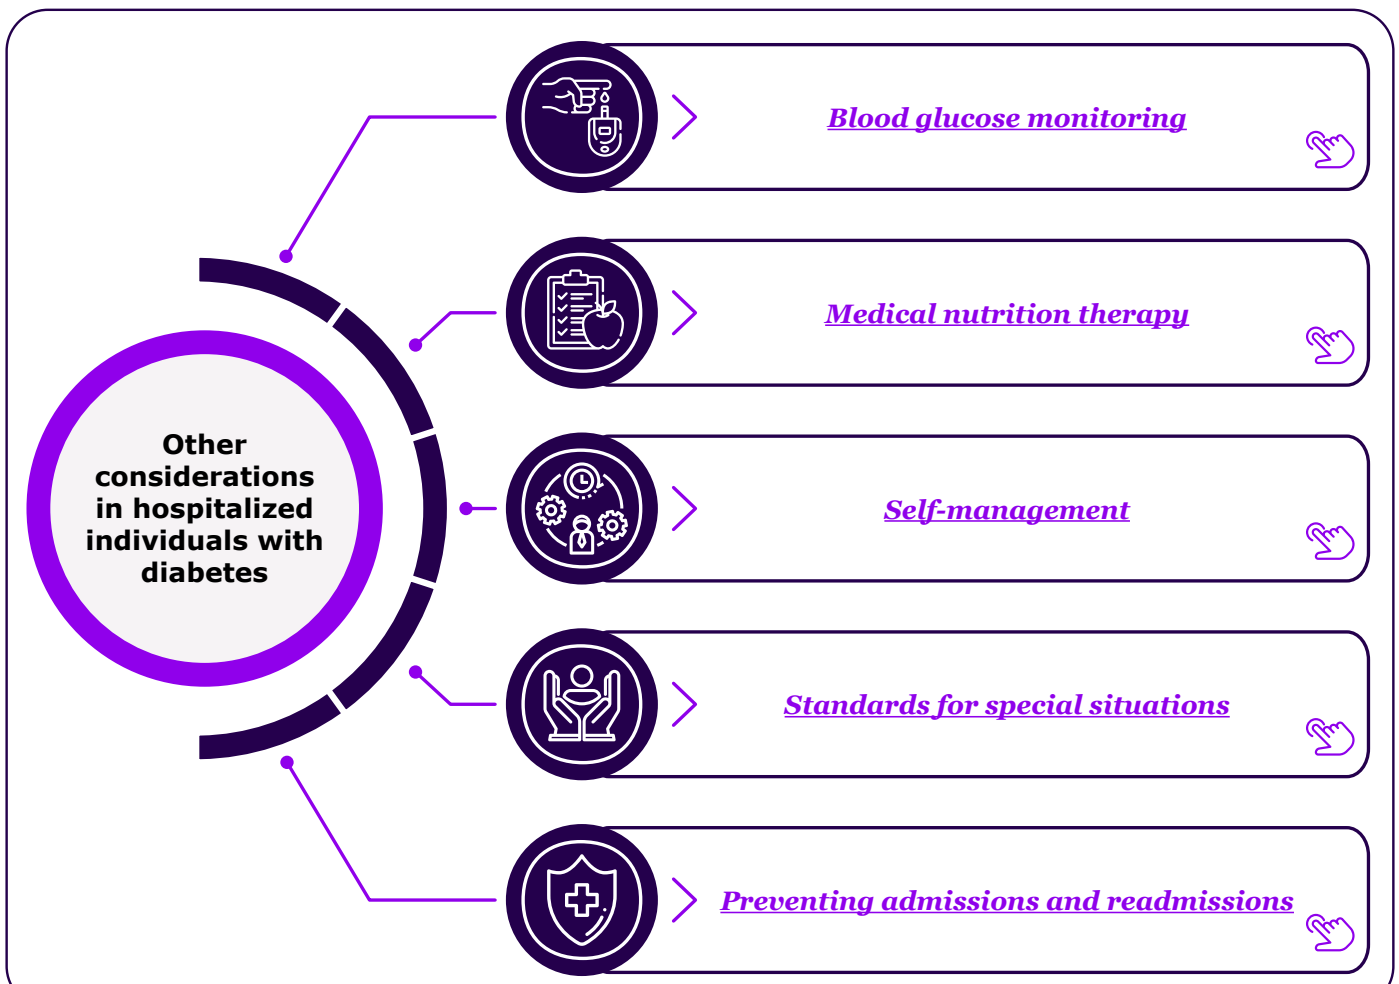 Blood glucose monitoring
Medical nutrition therapy
Other
considerations
in hospitalized
individuals with
diabetes
Self-management
Standards for special situations
Preventing admissions and readmissions